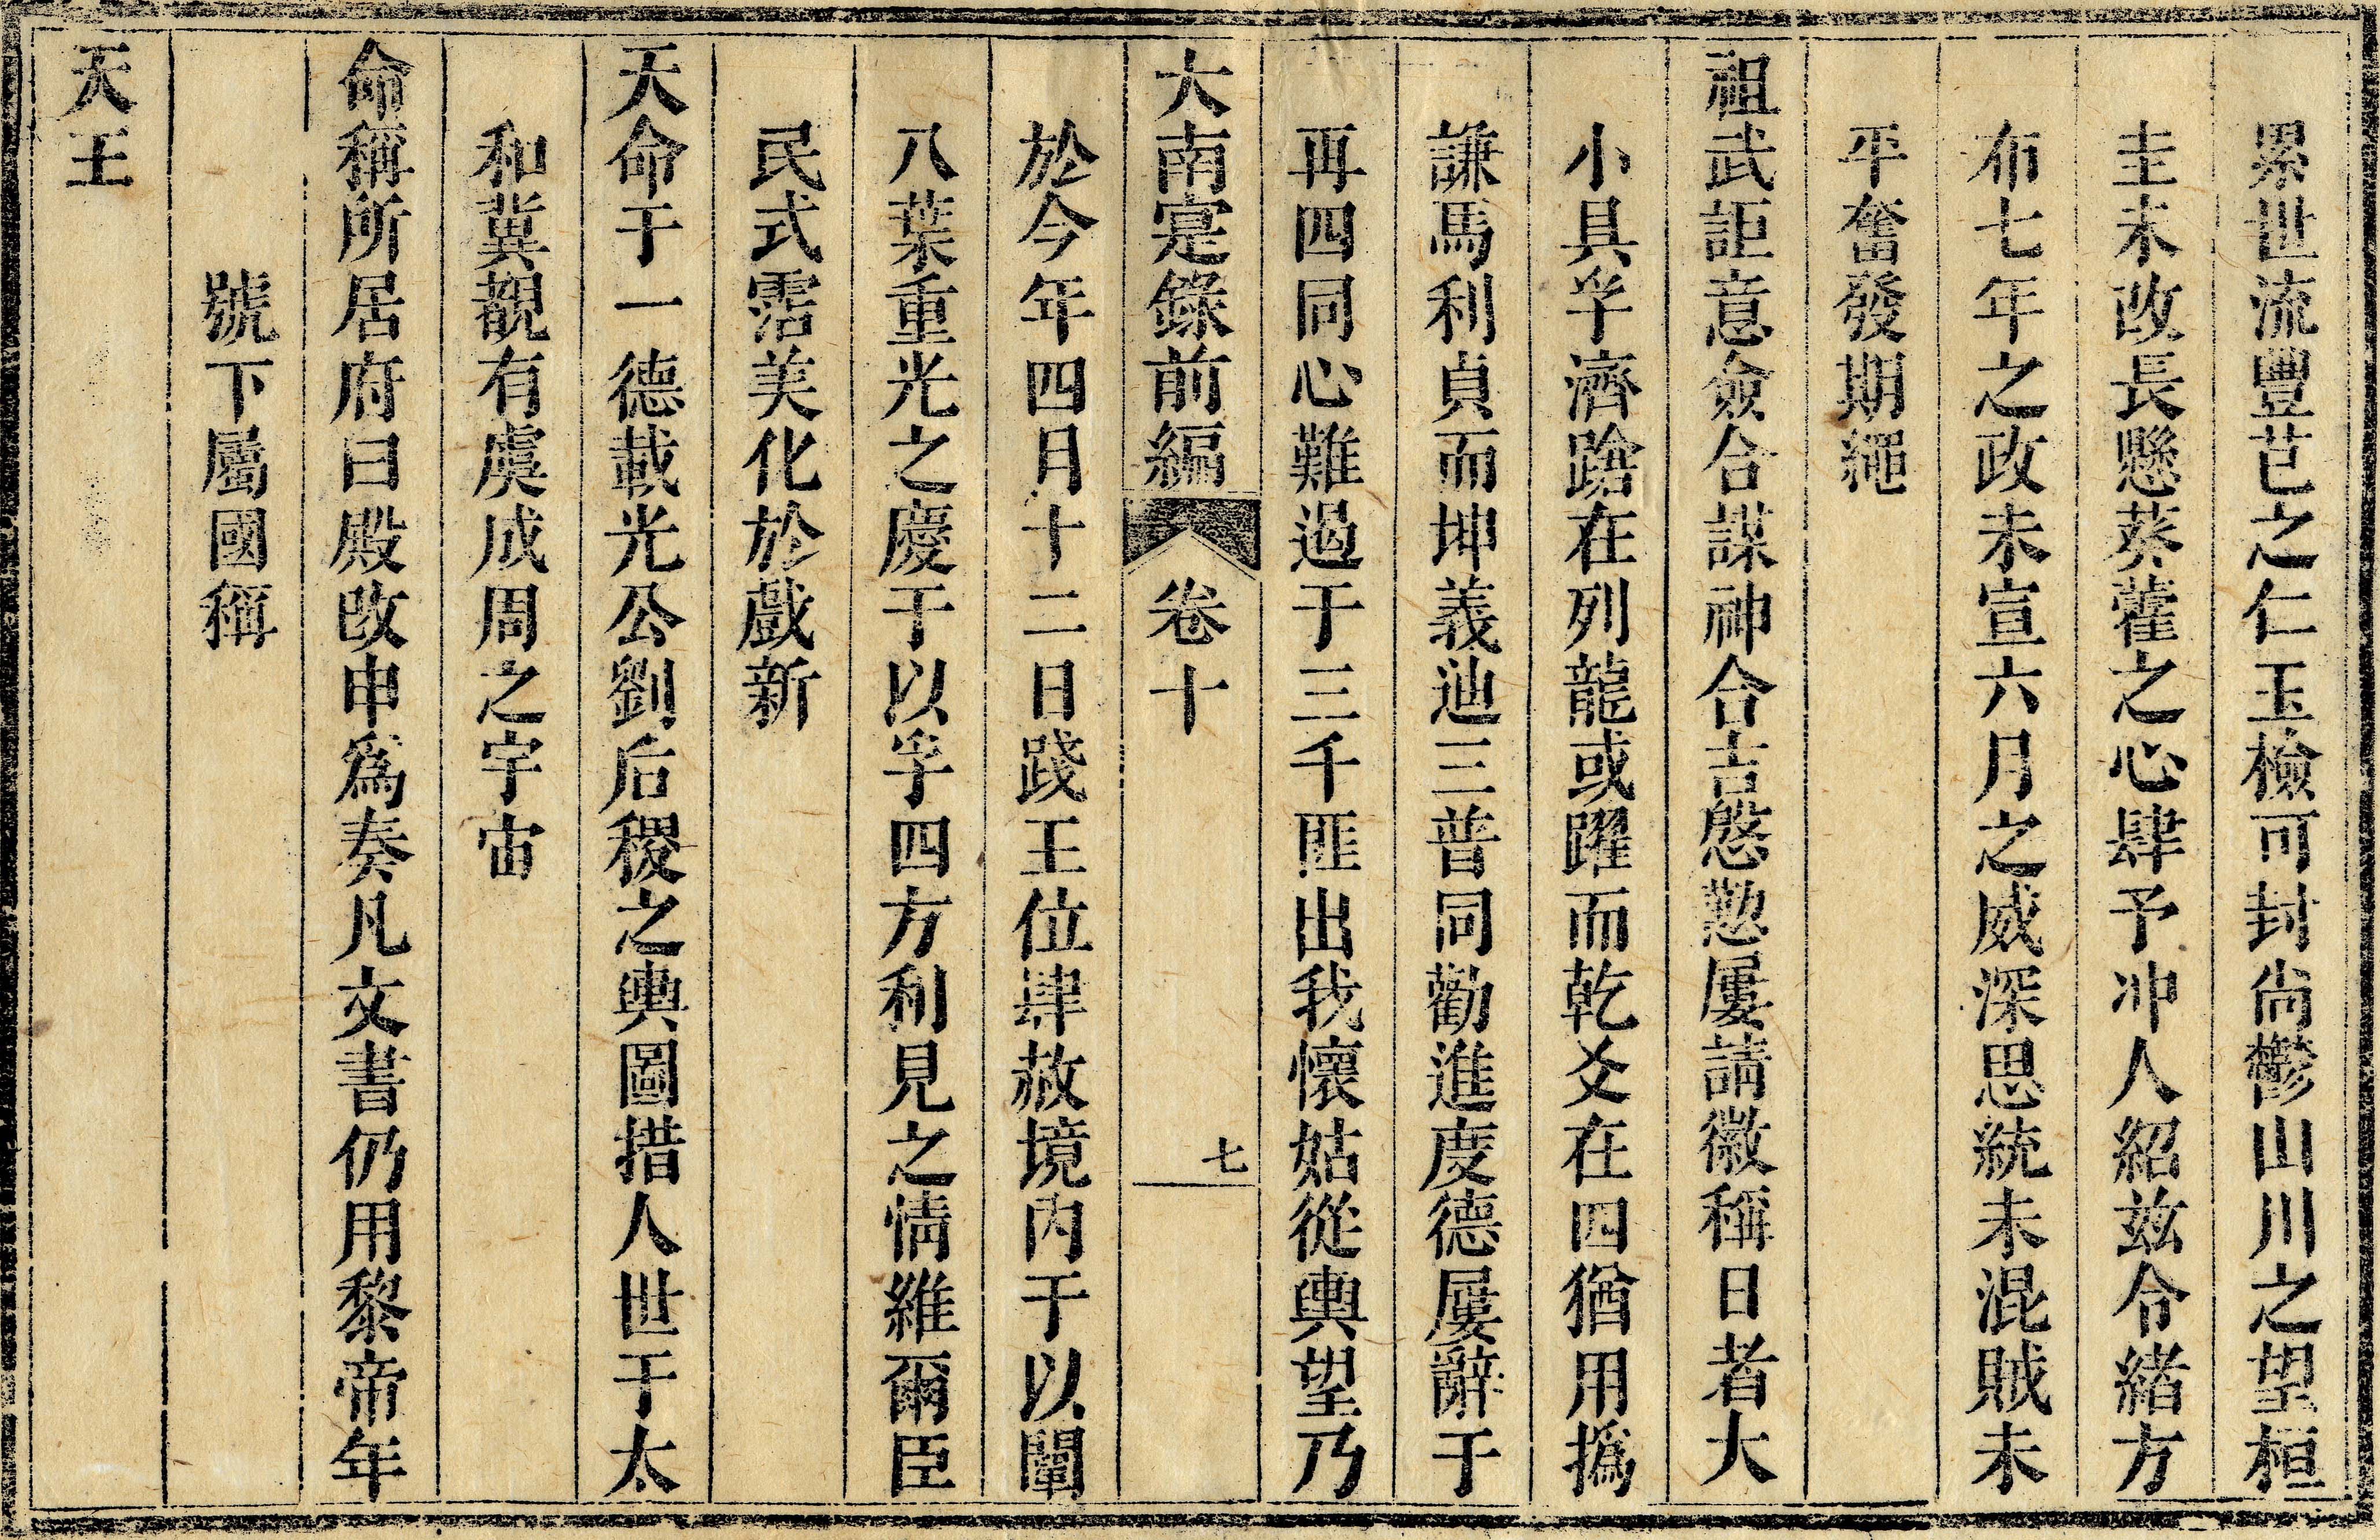 累世流豐芑之仁玉檢可封尙鬱山川之望桓
圭未改長懸葵藿之心肆予冲人紹兹令緒方
布七年之政未宣六月之威深思統未混賊未
平奮發期繩
祖武詎意僉合謀神合吉慇懃屢請徽稱日者大
小具孚濟蹌在列龍或躍而乾爻在四猶用撝
謙馬利貞而坤義迪三普同勸進度德屢辭于
再四同心難遏于三千匪出我懷姑從輿望乃
大南寔錄前編 卷十 七
於今年四月十二日踐王位肆赦境内于以闡
八葉重光之慶于以孚四方利見之情維爾臣
民式霑美化於戲新
天命于一德載光公劉后稷之輿圖措人世于太
和冀覩有虞成周之宇宙
命稱所居府曰殿改申爲奏凡文書仍用黎帝年
號下屬國稱
天王